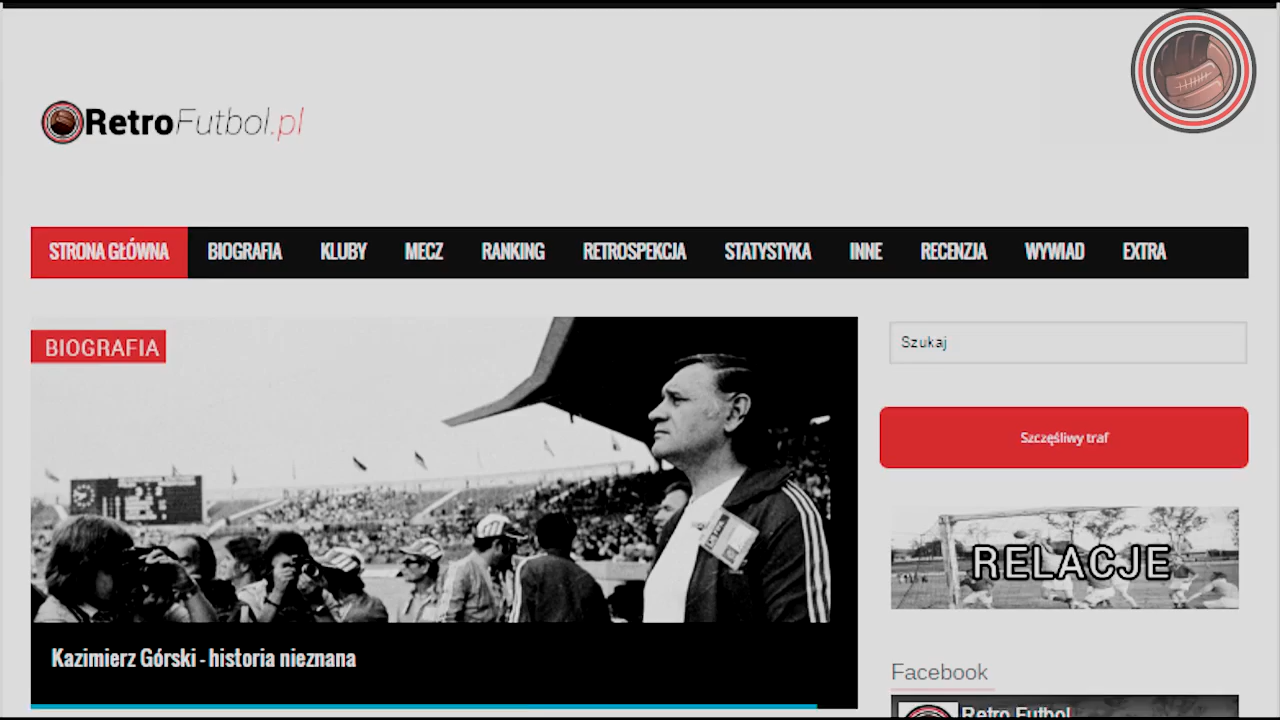 RetroFutbol.pl
STRONA GŁÓWNA BIOGRAFIA KLUBY MECZ RANKING RETROSPEKCJA STATYSTYKA INNE RECENZJA WYWIAD EXTRA
BIOGRAFIA
Kazimierz Górski - historia nieznana
Szukaj
Szczęśliwy traf
RELACJE
Facebook
Retro Futbol